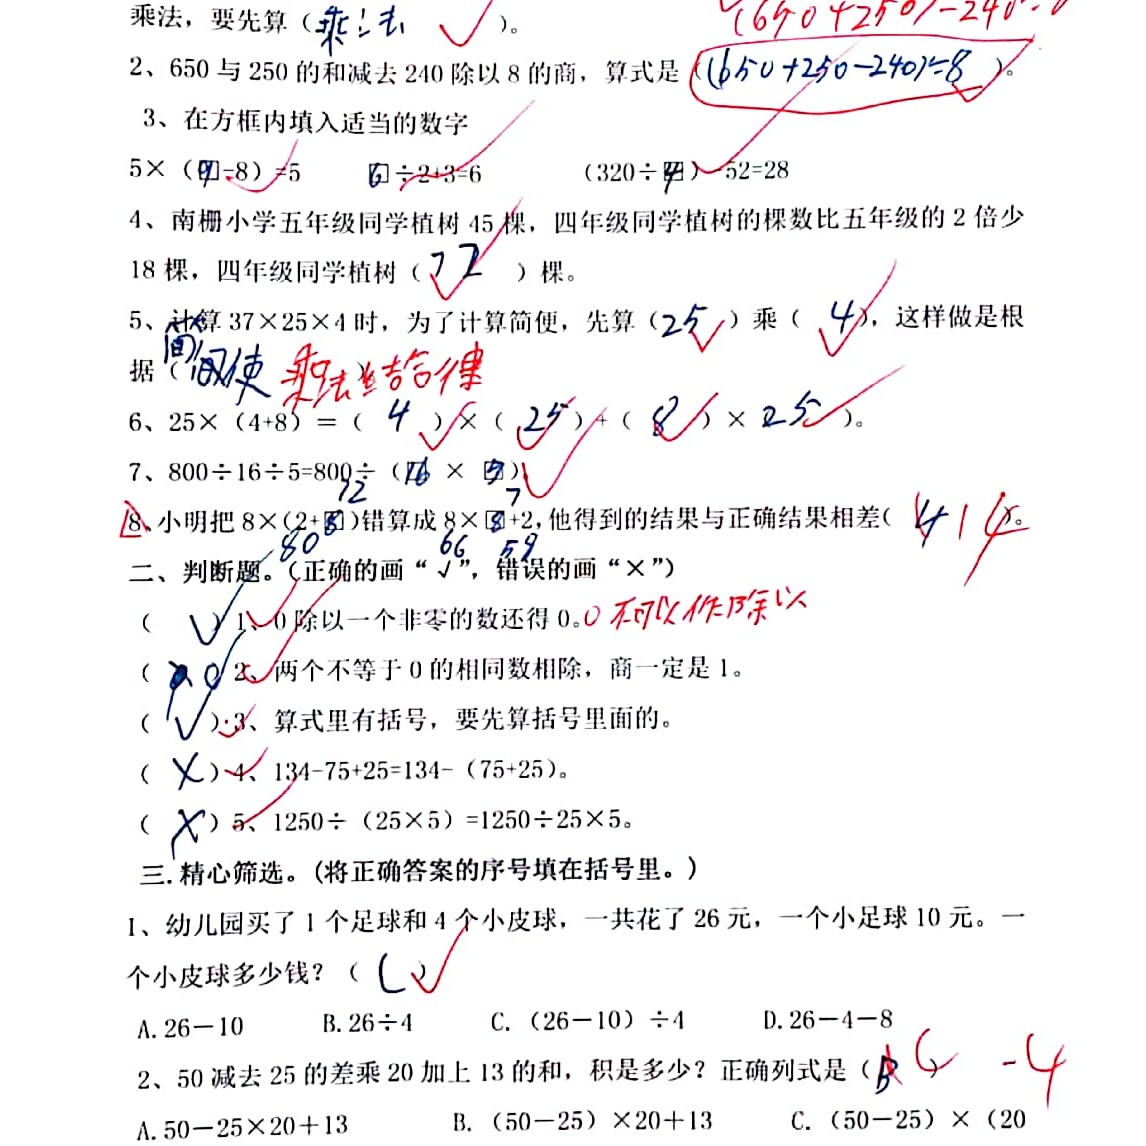 (650+250)-240÷8
乘法，要先算（乘法）。
2、650 与 250 的和减去 240 除以 8 的商，算式是（(650+250-240)÷8）。
3、在方框内填入适当的数字
5×（9-8）=5  6÷2+3=6  （320÷4）-52=28
4、南栅小学五年级同学植树 45 棵，四年级同学植树的棵数比五年级的 2 倍少
18 棵，四年级同学植树（72）棵。
5、计算 37×25×4 时，为了计算简便，先算（25）乘（4），这样做是根
据（简便 乘法结合律
6、25×（4+8）＝（4）×（25）+（8）×25）。
7、800÷16÷5=800÷（16 × 5）
72 7
8、小明把 8×(2+8)错算成 8×8+2,他得到的结果与正确结果相差(14)。
80 66 59
二、判断题。（正确的画“√”，错误的画“×”）
（√）1、0 除以一个非零的数还得 0。0不可以作为除以
（ ）2、两个不等于 0 的相同数相除，商一定是 1。
（√）3、算式里有括号，要先算括号里面的。
（X）4、134-75+25=134-（75+25）。
（X）5、1250÷（25×5）=1250÷25×5。
三.精心筛选。(将正确答案的序号填在括号里。)
1、幼儿园买了 1 个足球和 4 个小皮球，一共花了 26 元，一个小足球 10 元。一
个小皮球多少钱？（C）
A.26－10  B.26÷4  C.（26－10）÷4  D.26－4－8
2、50 减去 25 的差乘 20 加上 13 的和，积是多少？正确列式是（B C） -4
A.50－25×20＋13  B.（50－25）×20＋13  C.（50－25）×（20